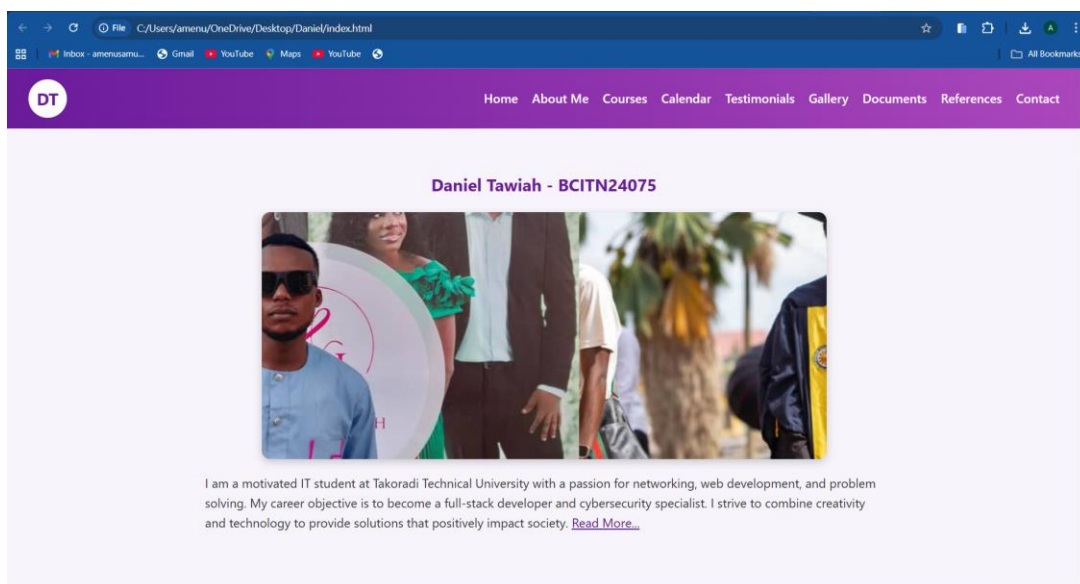 File C:/Users/amenu/OneDrive/Desktop/Daniel/index.html
Inbox - amenusamu... Gmail YouTube Maps YouTube All Bookmarks
DT Home About Me Courses Calendar Testimonials Gallery Documents References Contact
Daniel Tawiah - BCITN24075
G
H
I am a motivated IT student at Takoradi Technical University with a passion for networking, web development, and problem
solving. My career objective is to become a full-stack developer and cybersecurity specialist. I strive to combine creativity
and technology to provide solutions that positively impact society. Read More...